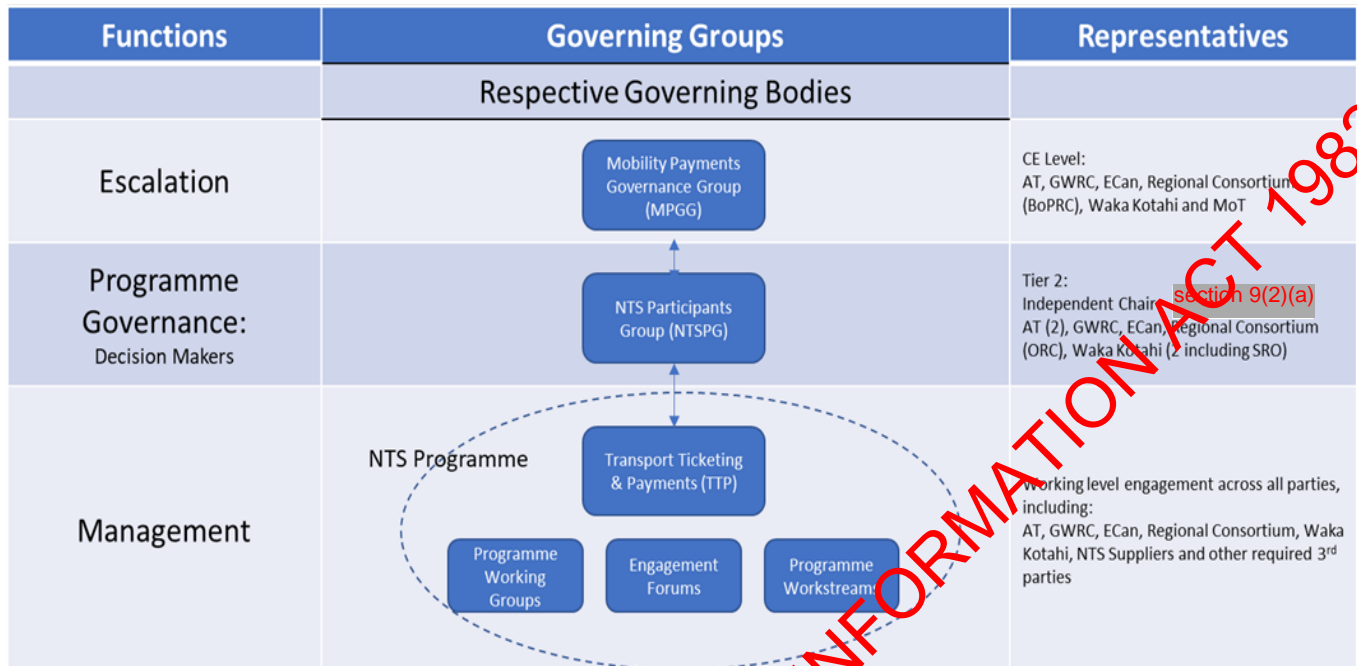 Functions
Governing Groups
Representatives
Respective Governing Bodies
Escalation
Mobility Payments
Governance Group
(MPGG)
CE Level:
AT, GWRC, ECan, Regional Consortium
(BoPRC), Waka Kotahi and MoT
Programme
Governance:
Decision Makers
NTS Participants
Group (NTSPG)
Tier 2:
Independent Chair section 9(2)(a)
AT (2), GWRC, ECan, Regional Consortium
(ORC), Waka Kotahi (2 including SRO)
Management
NTS Programme
Transport Ticketing
& Payments (TTP)
Programme
Working
Groups
Engagement
Forums
Programme
Workstreams
Working level engagement across all parties,
including:
AT, GWRC, ECan, Regional Consortium, Waka
Kotahi, NTS Suppliers and other required 3rd
parties
INFORMATION ACT 1982